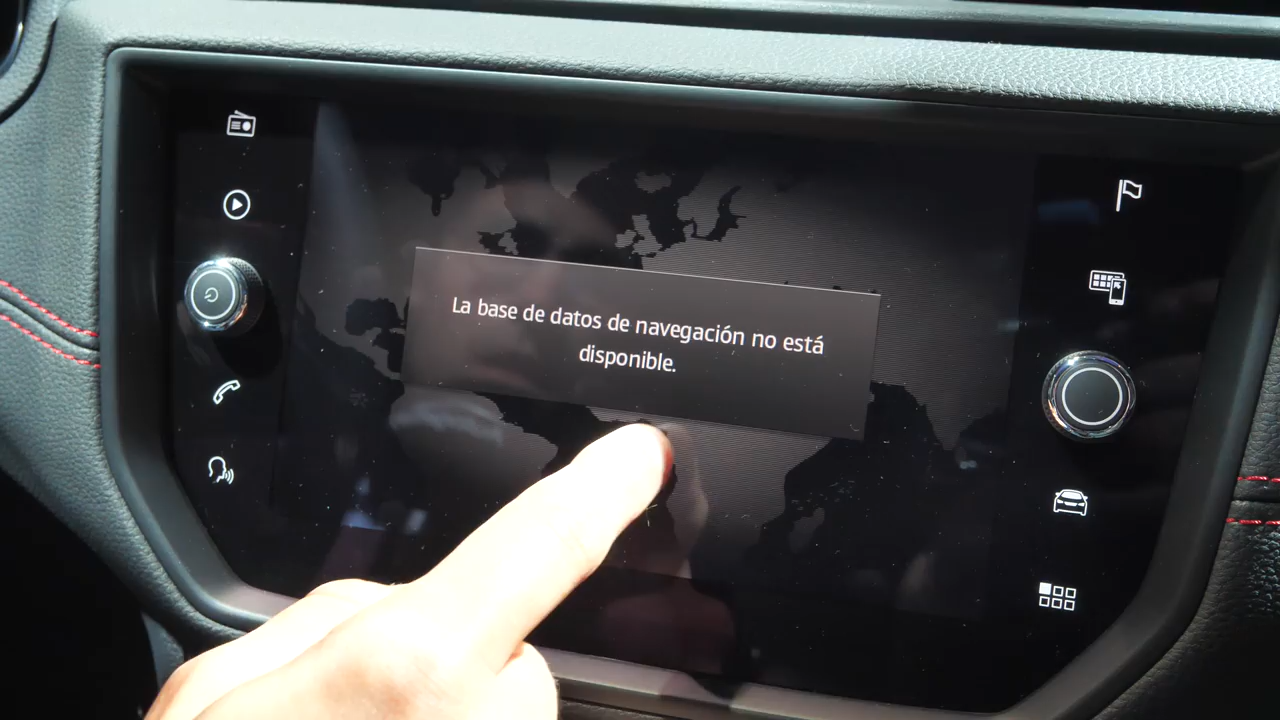 La base de datos de navegación no está
disponible.